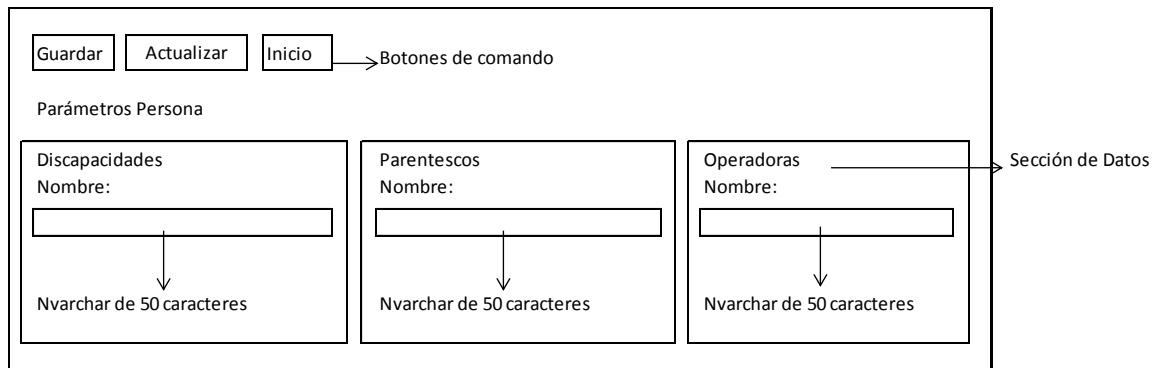 Guardar Actualizar Inicio Botones de comando
Parámetros Persona
Discapacidades Parentescos Operadoras Sección de Datos
Nombre: Nombre: Nombre:
Nvarchar de 50 caracteres Nvarchar de 50 caracteres Nvarchar de 50 caracteres